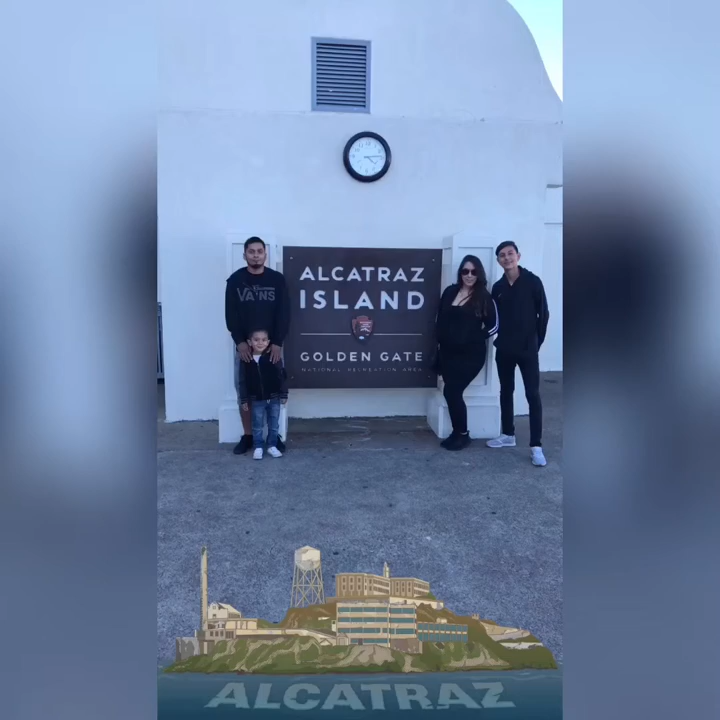 ALCATRAZ
ISLAND
GOLDEN GATE
NATIONAL RECREATION AREA
VANS
ALCATRAZ